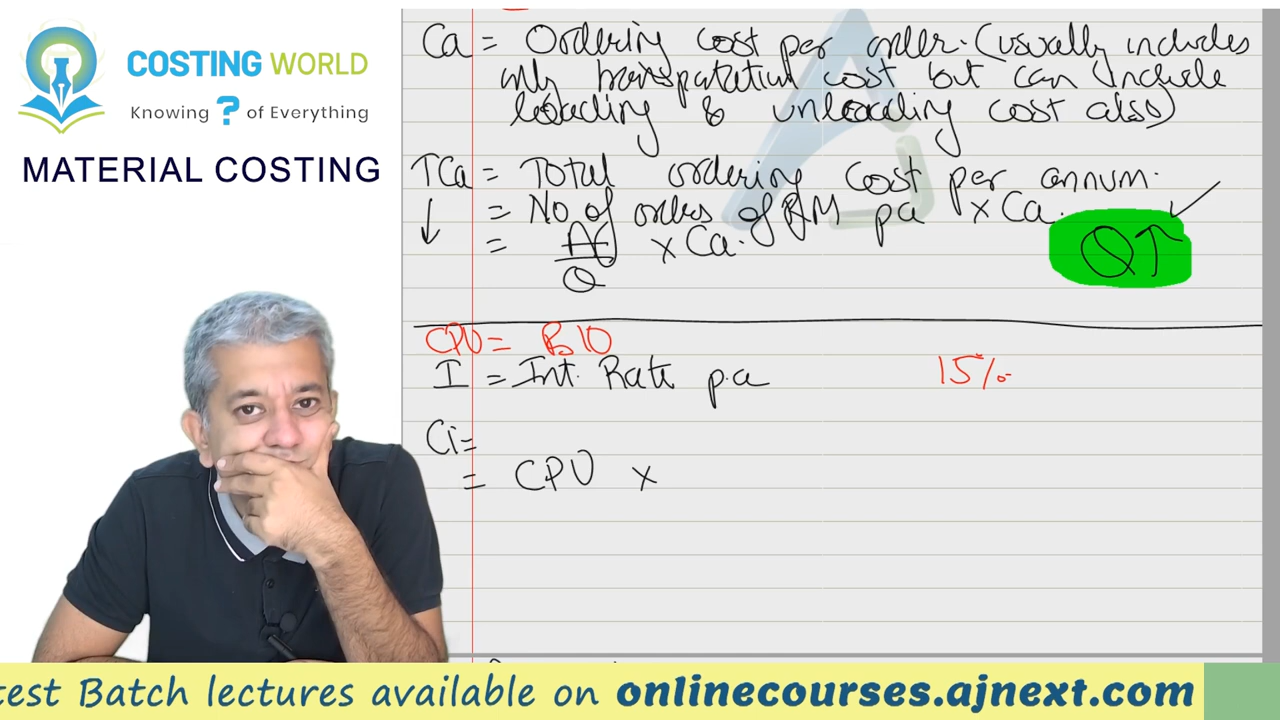 COSTING WORLD
Knowing ? of Everything
MATERIAL COSTING
Ca = Ordering cost per order. (usually includes
only transpotation cost but can include
loading & unloading cost also)
TCa = Total ordering cost per annum.
↓ = No. of orders of RM pa × Ca.
= AC/Q × Ca.
Q↑
CPU = Rs 10
I = Int. Rate p.a 15%
Ci =
= CPU ×
test Batch lectures available on onlinecourses.ajnext.com